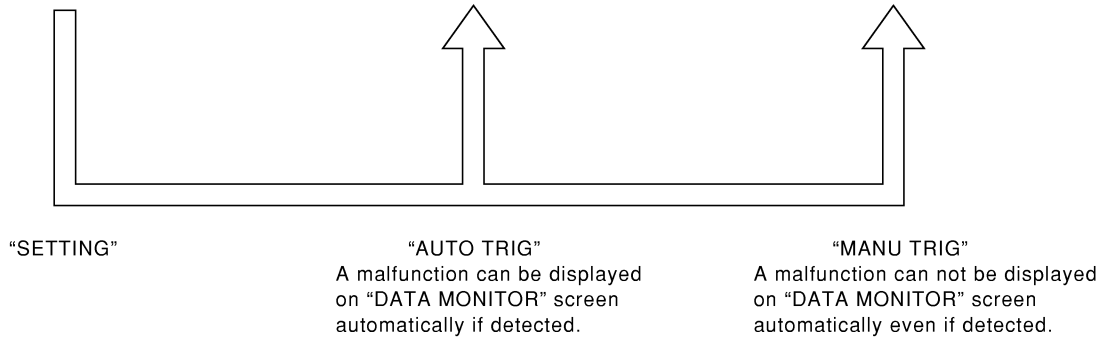 “SETTING”
“AUTO TRIG”
A malfunction can be displayed
on “DATA MONITOR” screen
automatically if detected.
“MANU TRIG”
A malfunction can not be displayed
on “DATA MONITOR” screen
automatically even if detected.